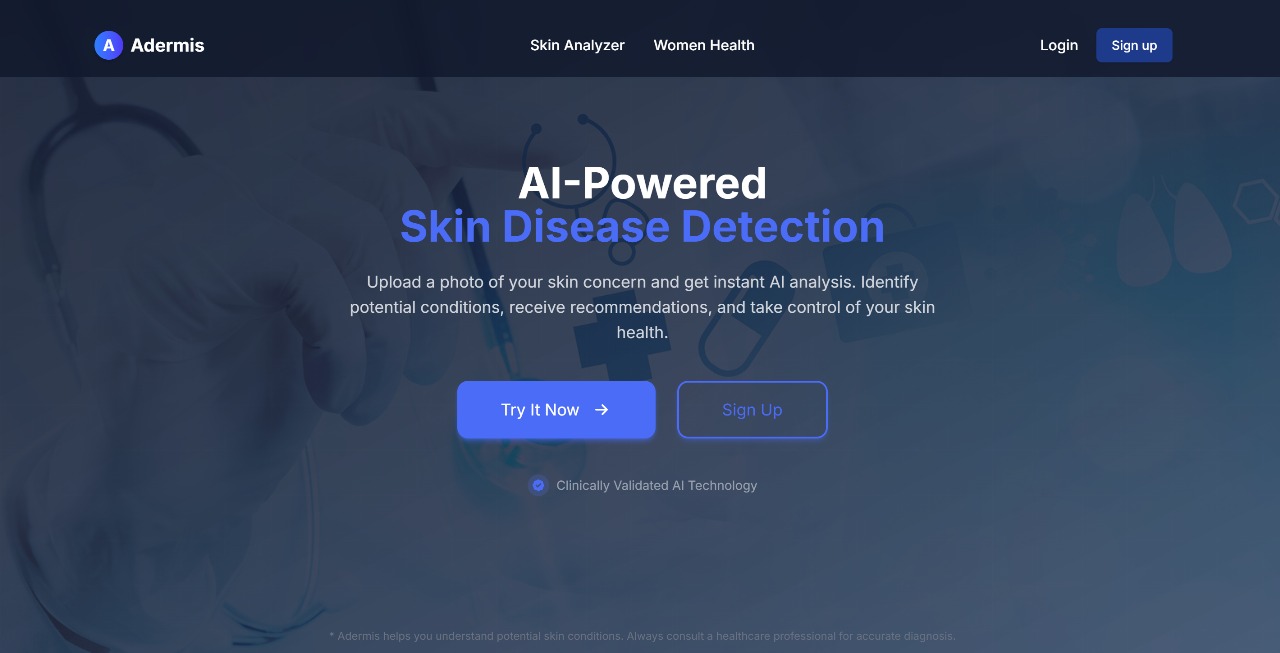 A Adermis
Skin Analyzer
Women Health
Login
Sign up
AI-Powered
Skin Disease Detection
Upload a photo of your skin concern and get instant AI analysis. Identify
potential conditions, receive recommendations, and take control of your skin
health.
Try It Now →
Sign Up
Clinically Validated AI Technology
* Adermis helps you understand potential skin conditions. Always consult a healthcare professional for accurate diagnosis.